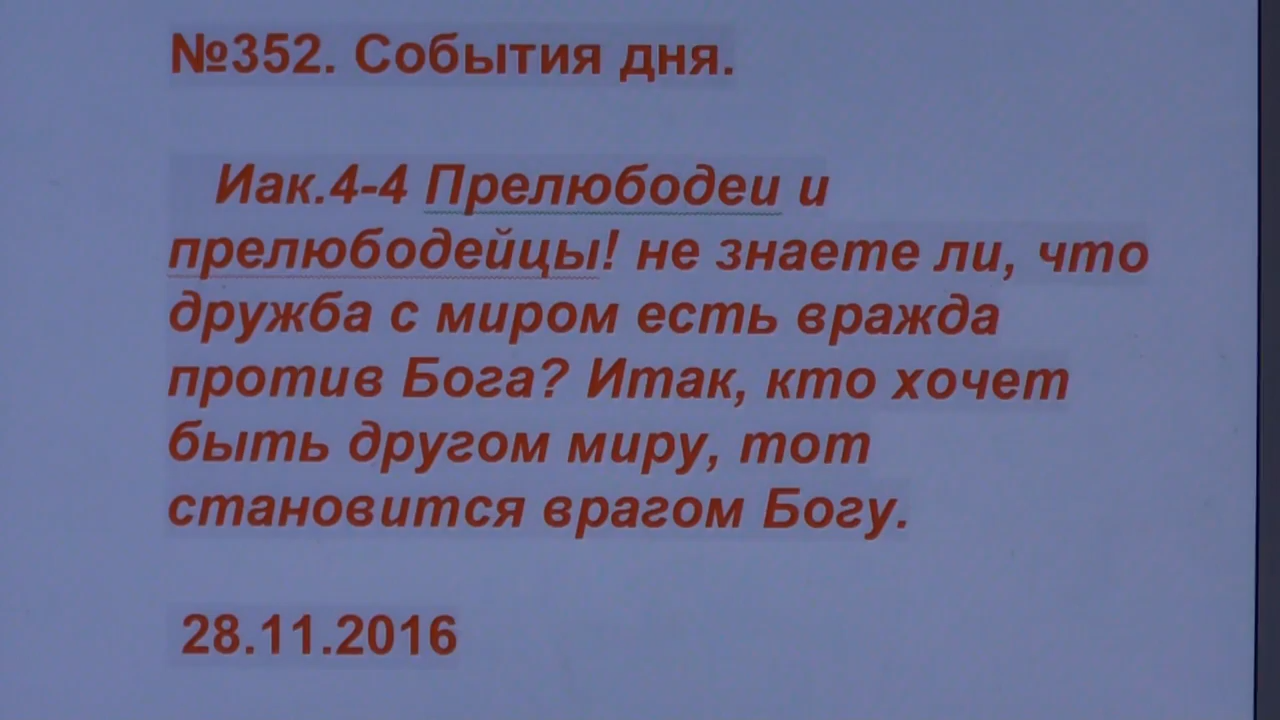 №352. События дня.
Иак.4-4 Прелюбодеи и
прелюбодейцы! не знаете ли, что
дружба с миром есть вражда
против Бога? Итак, кто хочет
быть другом миру, тот
становится врагом Богу.
28.11.2016